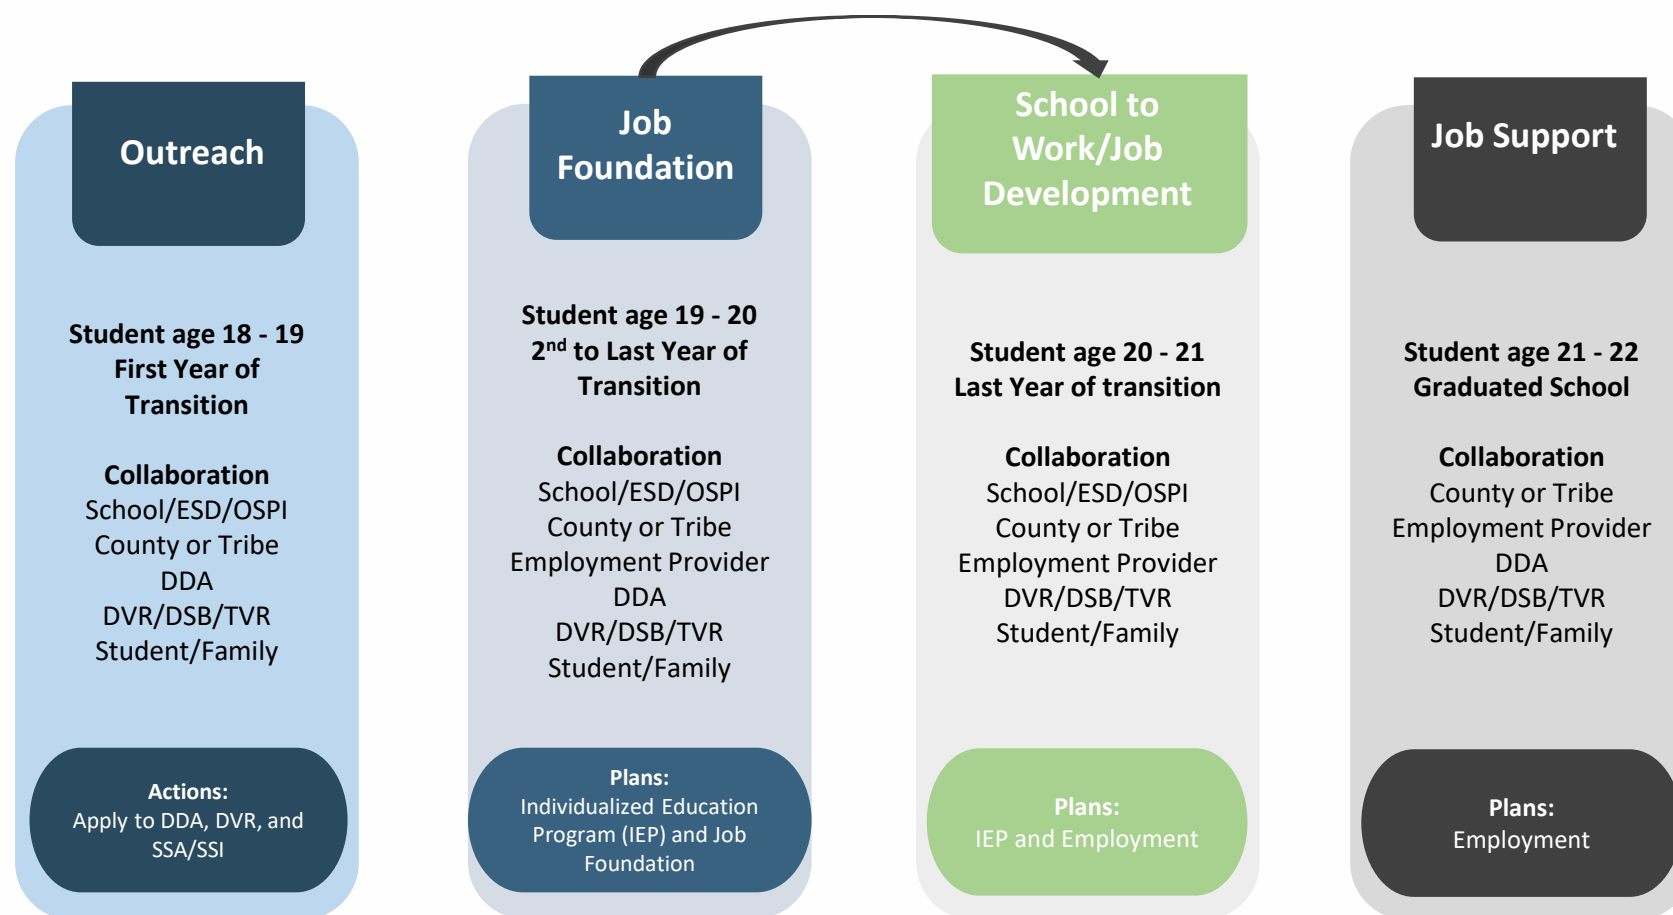 Outreach
Student age 18 - 19
First Year of
Transition
Collaboration
School/ESD/OSPI
County or Tribe
DDA
DVR/DSB/TVR
Student/Family
Actions:
Apply to DDA, DVR, and
SSA/SSI
Job
Foundation
Student age 19 - 20
2nd to Last Year of
Transition
Collaboration
School/ESD/OSPI
County or Tribe
Employment Provider
DDA
DVR/DSB/TVR
Student/Family
Plans:
Individualized Education
Program (IEP) and Job
Foundation
School to
Work/Job
Development
Student age 20 - 21
Last Year of transition
Collaboration
School/ESD/OSPI
County or Tribe
Employment Provider
DVR/DSB/TVR
Student/Family
Plans:
IEP and Employment
Job Support
Student age 21 - 22
Graduated School
Collaboration
County or Tribe
Employment Provider
DDA
DVR/DSB/TVR
Student/Family
Plans:
Employment